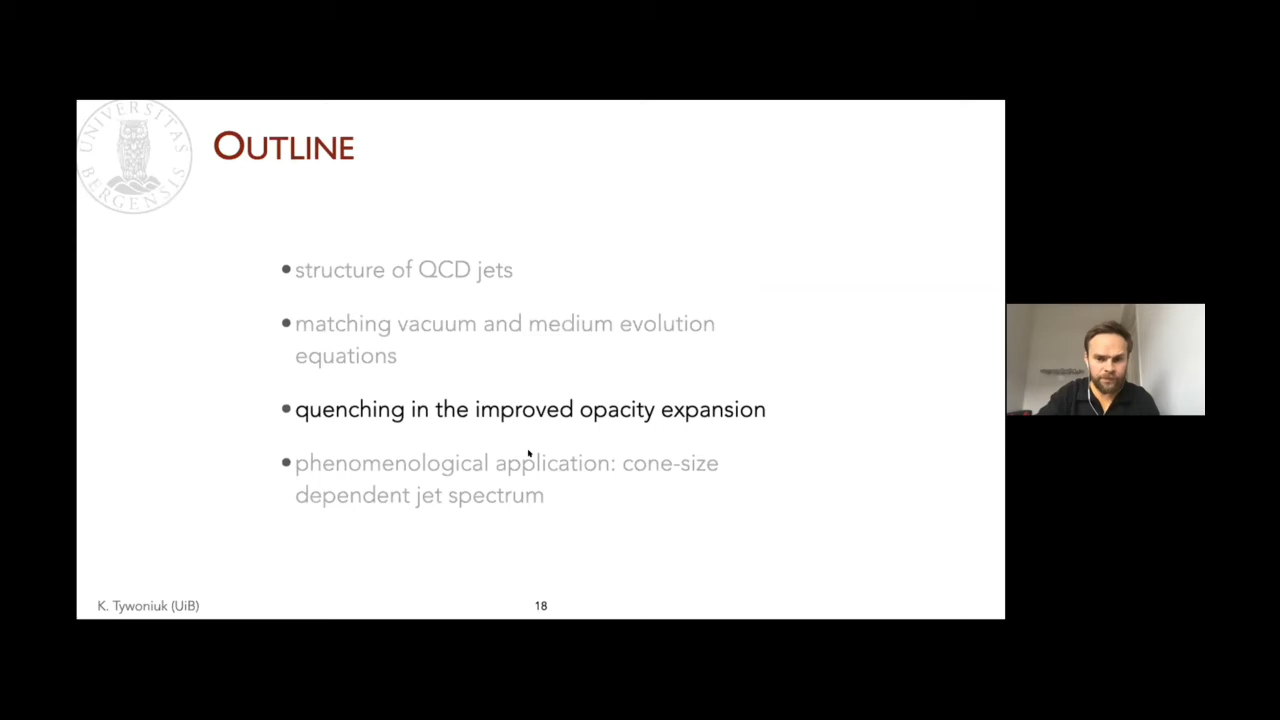 UNIVERSITAS
BERGENSIS
OUTLINE
•structure of QCD jets
•matching vacuum and medium evolution
equations
•quenching in the improved opacity expansion
•phenomenological application: cone-size
dependent jet spectrum
K. Tywoniuk (UiB)
18